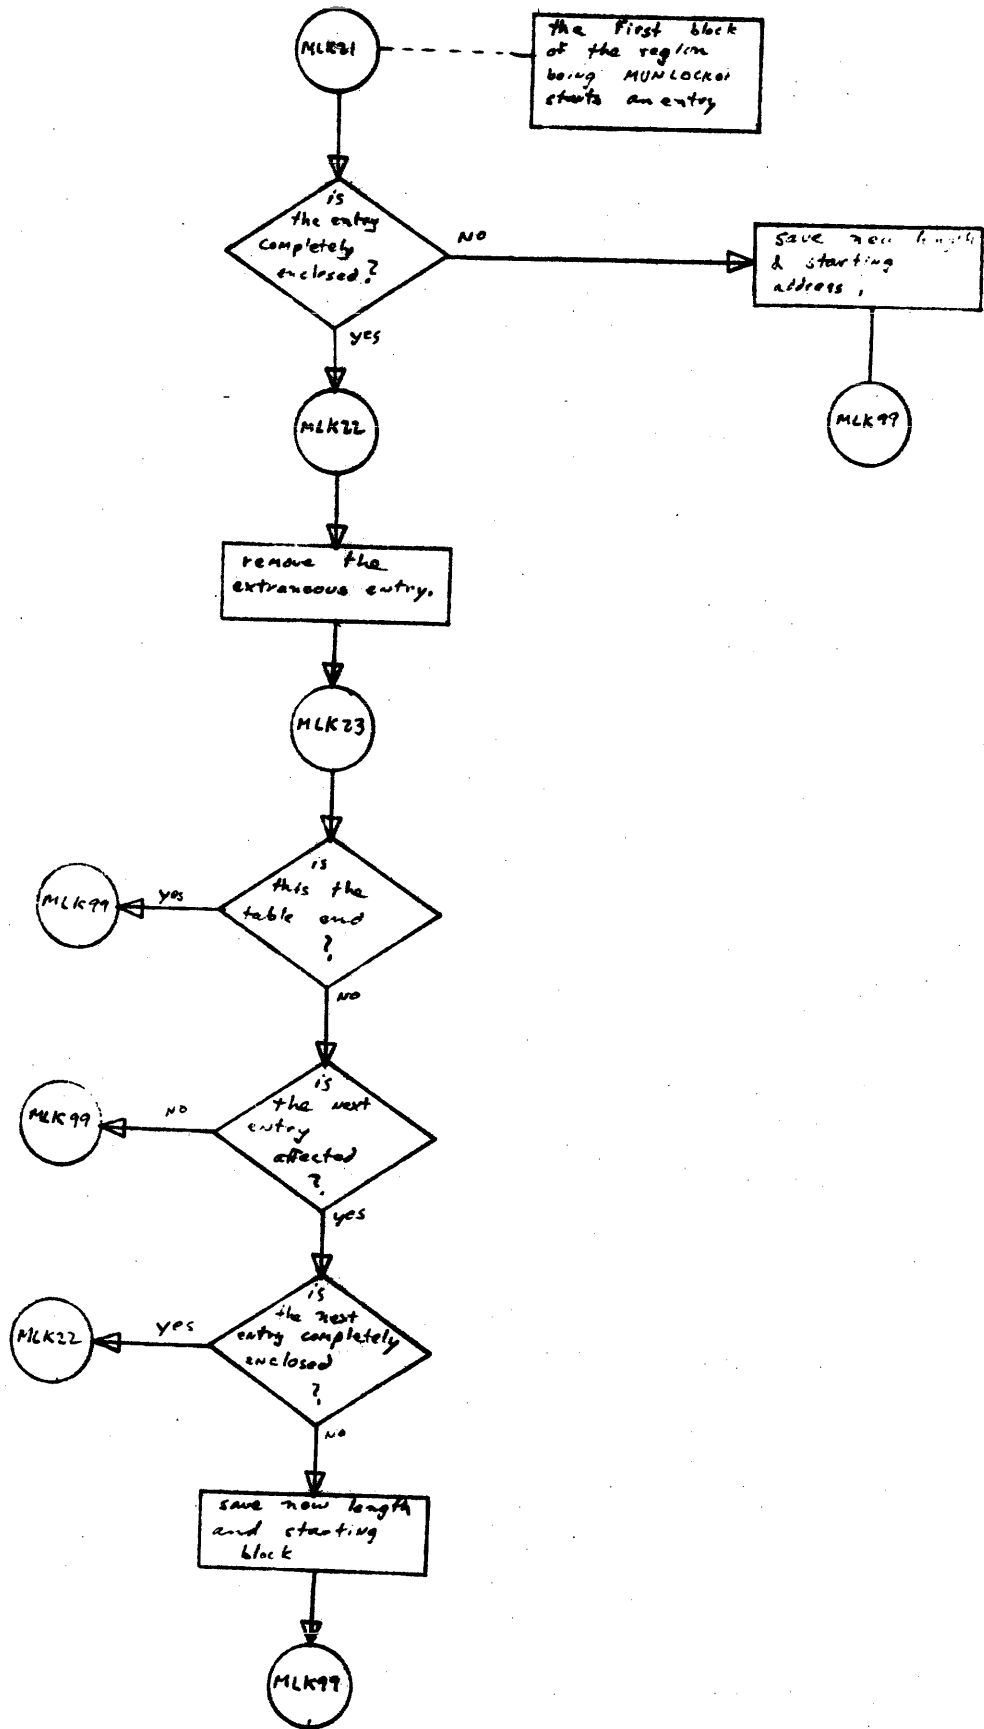 MLK21
the first block
of the region
being MUNLOCKed
starts an entry
is
the entry
completely
enclosed?
NO
save new length
& starting
address.
yes
MLK22
MLK99
remove the
extraneous entry.
MLK23
is
this the
table end
?
yes
MLK99
NO
is
the next
entry
affected
?
NO
MLK99
yes
is
the next
entry completely
enclosed
?
yes
MLK22
NO
save new length
and starting
block
MLK99